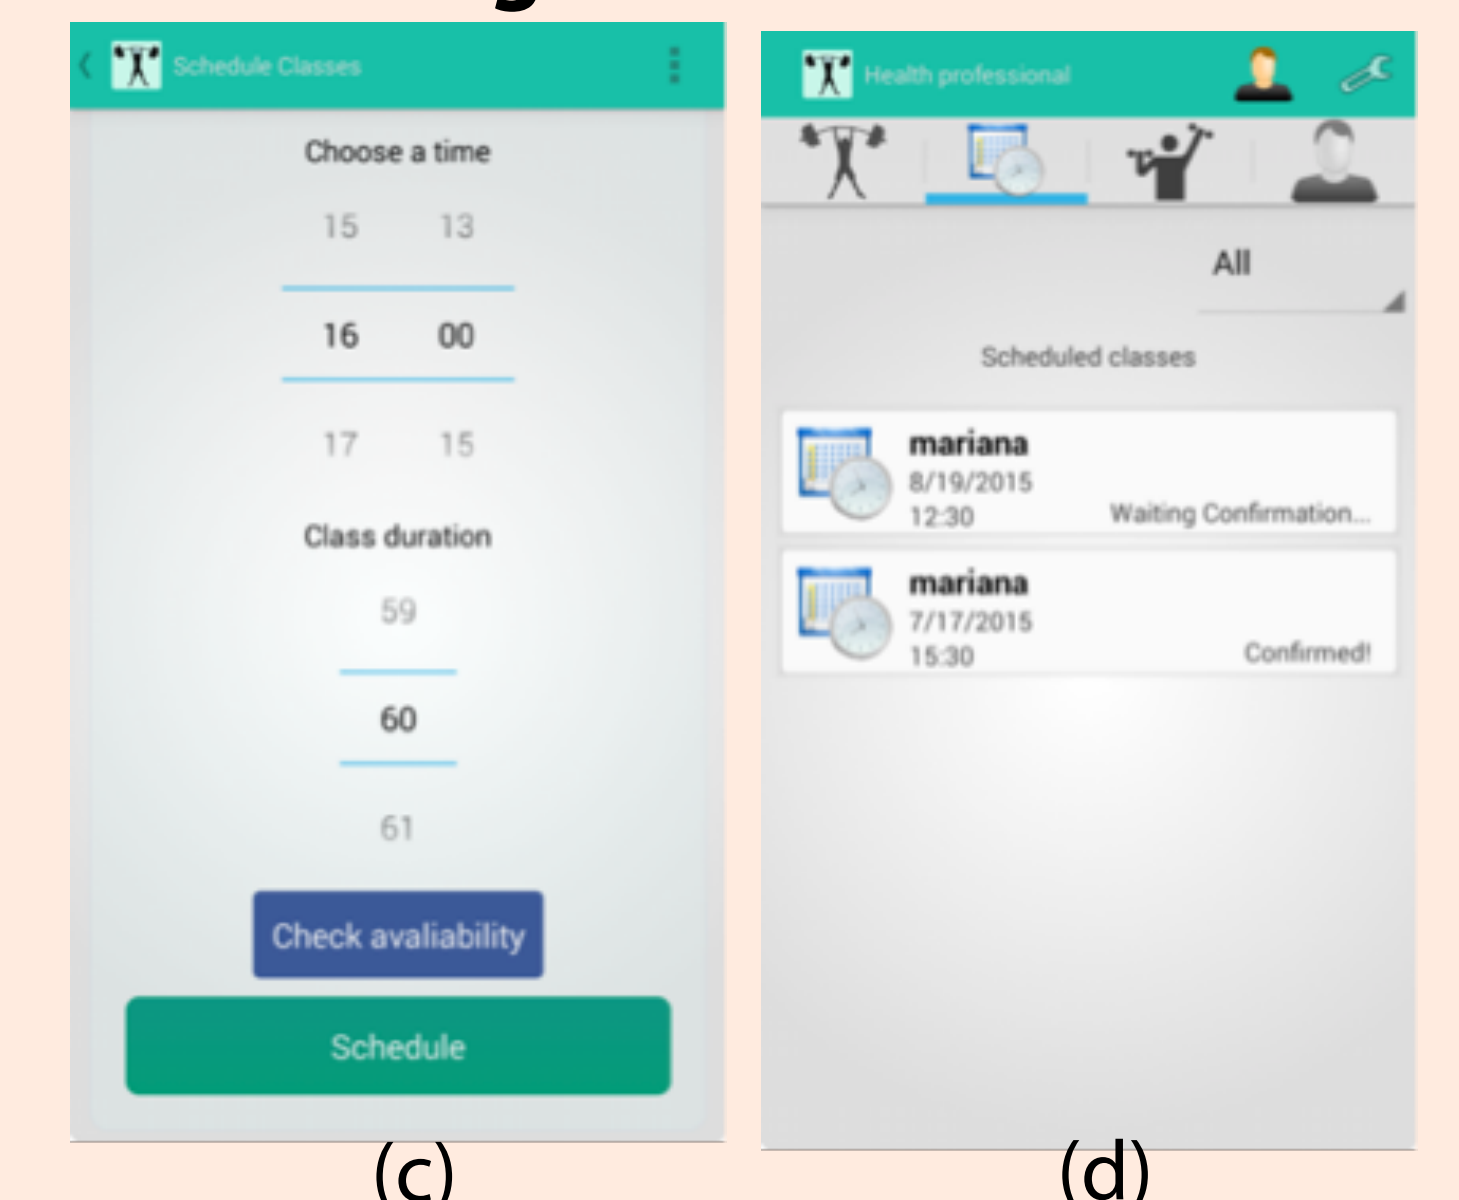 Schedule Classes
Choose a time
15 13
16 00
17 15
Class duration
59
60
61
Check avaliability
Schedule
(c)
Health professional
All
Scheduled classes
mariana
8/19/2015
12:30 Waiting Confirmation...
mariana
7/17/2015
15:30 Confirmed!
(d)